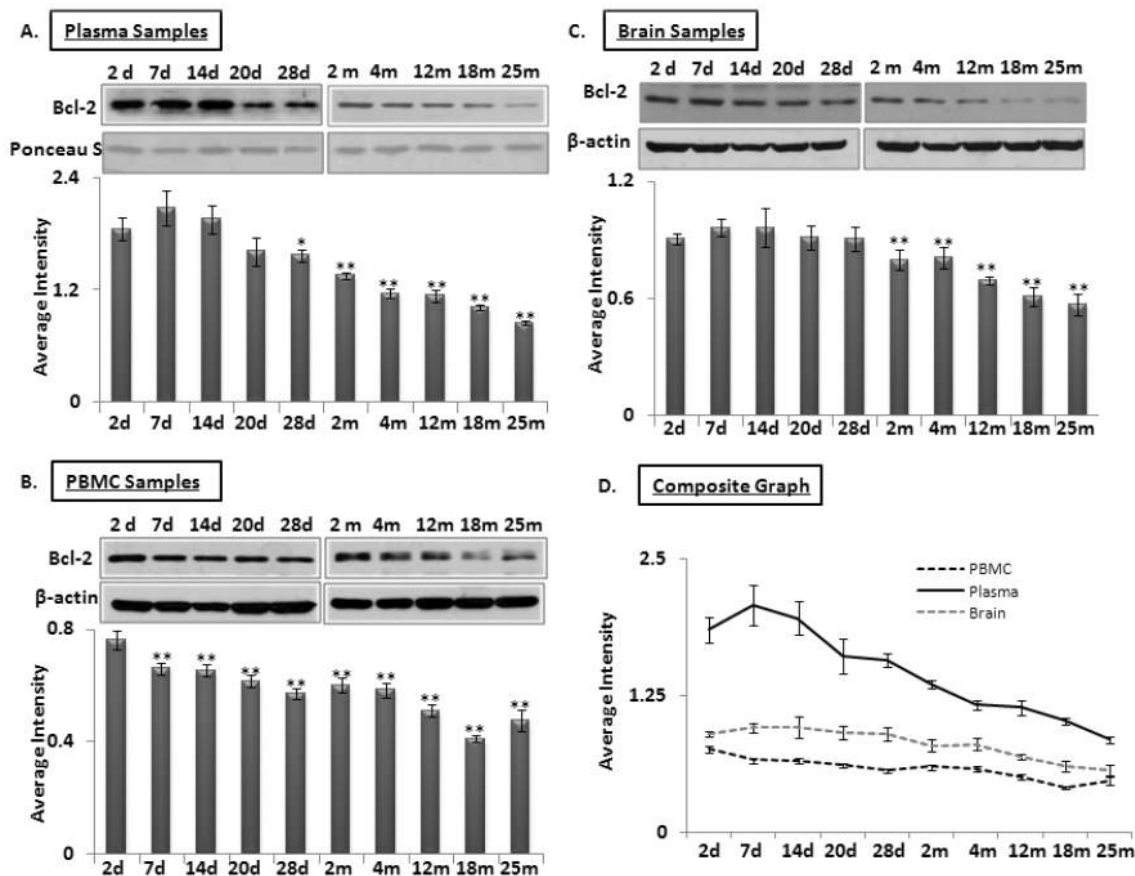 A. Plasma Samples
2 d 7d 14d 20d 28d 2 m 4m 12m 18m 25m
Bcl-2
Ponceau S
2.4
1.2
0
Average Intensity
* ** ** ** ** **
2d 7d 14d 20d 28d 2m 4m 12m 18m 25m
B. PBMC Samples
2 d 7d 14d 20d 28d 2 m 4m 12m 18m 25m
Bcl-2
β-actin
0.8
0.4
0
Average Intensity
** ** ** ** ** ** ** ** **
2d 7d 14d 20d 28d 2m 4m 12m 18m 25m
C. Brain Samples
2 d 7d 14d 20d 28d 2 m 4m 12m 18m 25m
Bcl-2
β-actin
1.2
0.6
0
Average Intensity
** ** ** ** **
2d 7d 14d 20d 28d 2m 4m 12m 18m 25m
D. Composite Graph
2.5
1.25
0
Average Intensity
PBMC
Plasma
Brain
2d 7d 14d 20d 28d 2m 4m 12m 18m 25m